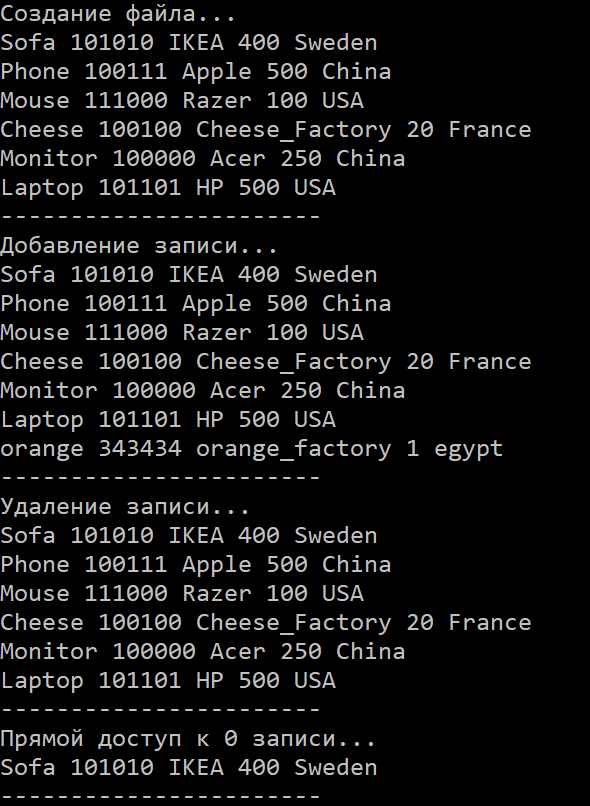 Создание файла...
Sofa 101010 IKEA 400 Sweden
Phone 100111 Apple 500 China
Mouse 111000 Razer 100 USA
Cheese 100100 Cheese_Factory 20 France
Monitor 100000 Acer 250 China
Laptop 101101 HP 500 USA
-----------------------
Добавление записи...
Sofa 101010 IKEA 400 Sweden
Phone 100111 Apple 500 China
Mouse 111000 Razer 100 USA
Cheese 100100 Cheese_Factory 20 France
Monitor 100000 Acer 250 China
Laptop 101101 HP 500 USA
orange 343434 orange_factory 1 egypt
-----------------------
Удаление записи...
Sofa 101010 IKEA 400 Sweden
Phone 100111 Apple 500 China
Mouse 111000 Razer 100 USA
Cheese 100100 Cheese_Factory 20 France
Monitor 100000 Acer 250 China
Laptop 101101 HP 500 USA
-----------------------
Прямой доступ к 0 записи...
Sofa 101010 IKEA 400 Sweden
-----------------------